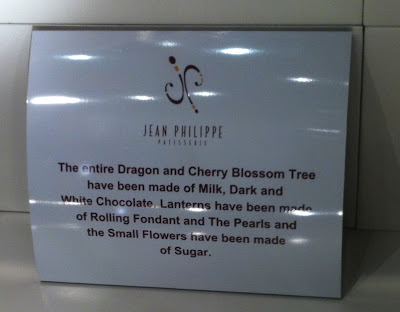 JEAN PHILIPPE
PATISSERIE
The entire Dragon and Cherry Blossom Tree
have been made of Milk, Dark and
White Chocolate. Lanterns have been made
of Rolling Fondant and The Pearls and
the Small Flowers have been made
of Sugar.